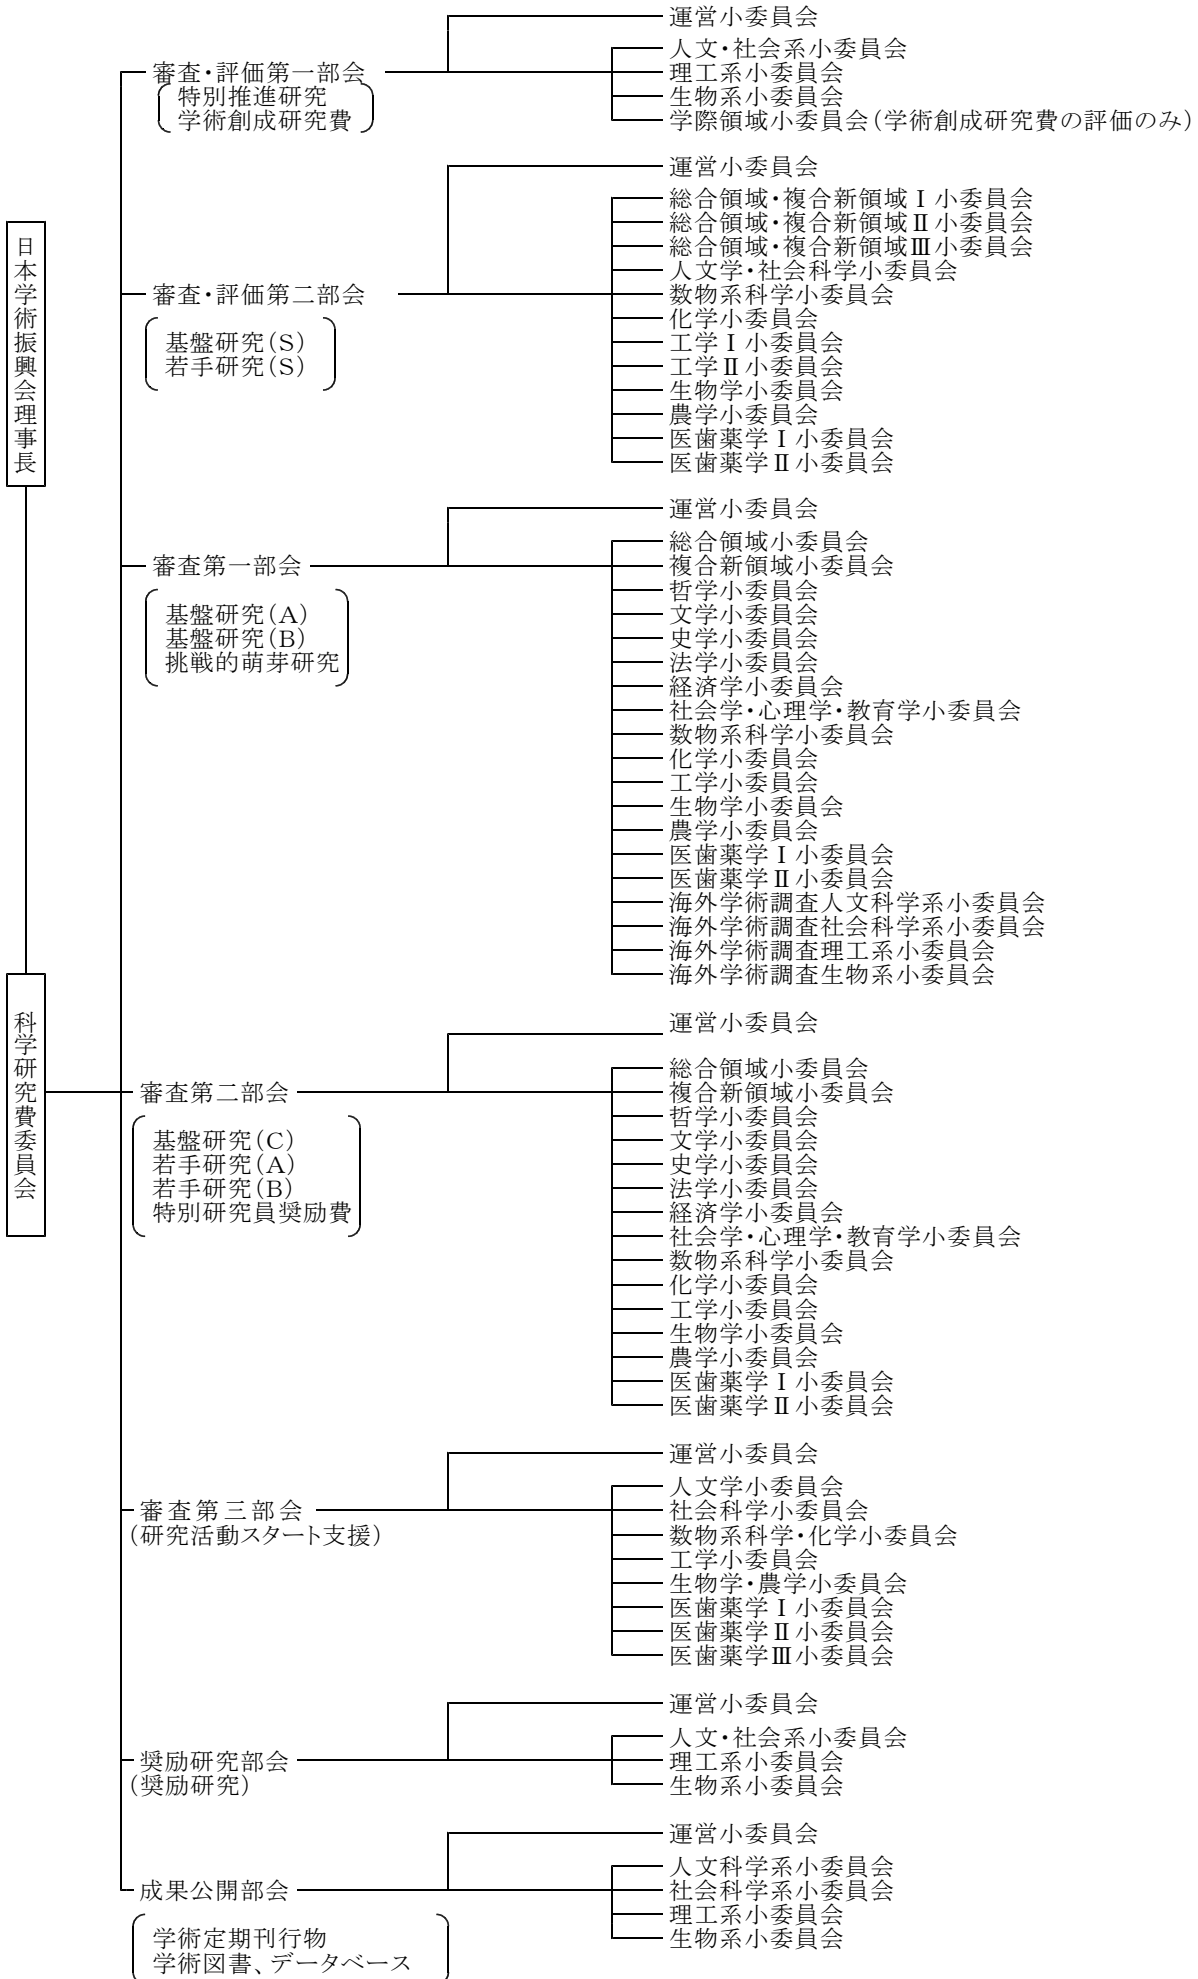 日本学術振興会理事長
科学研究費委員会
審査・評価第一部会
特別推進研究
学術創成研究費
運営小委員会
人文・社会系小委員会
理工系小委員会
生物系小委員会
学際領域小委員会(学術創成研究費の評価のみ)
審査・評価第二部会
基盤研究(S)
若手研究(S)
運営小委員会
総合領域・複合新領域Ⅰ小委員会
総合領域・複合新領域Ⅱ小委員会
総合領域・複合新領域Ⅲ小委員会
人文学・社会科学小委員会
数物系科学小委員会
化学小委員会
工学Ⅰ小委員会
工学Ⅱ小委員会
生物学小委員会
農学小委員会
医歯薬学Ⅰ小委員会
医歯薬学Ⅱ小委員会
審査第一部会
基盤研究(A)
基盤研究(B)
挑戦的萌芽研究
運営小委員会
総合領域小委員会
複合新領域小委員会
哲学小委員会
文学小委員会
史学小委員会
法学小委員会
経済学小委員会
社会学・心理学・教育学小委員会
数物系科学小委員会
化学小委員会
工学小委員会
生物学小委員会
農学小委員会
医歯薬学Ⅰ小委員会
医歯薬学Ⅱ小委員会
海外学術調査人文科学系小委員会
海外学術調査社会科学系小委員会
海外学術調査理工系小委員会
海外学術調査生物系小委員会
審査第二部会
基盤研究(C)
若手研究(A)
若手研究(B)
特別研究員奨励費
運営小委員会
総合領域小委員会
複合新領域小委員会
哲学小委員会
文学小委員会
史学小委員会
法学小委員会
経済学小委員会
社会学・心理学・教育学小委員会
数物系科学小委員会
化学小委員会
工学小委員会
生物学小委員会
農学小委員会
医歯薬学Ⅰ小委員会
医歯薬学Ⅱ小委員会
審査第三部会
(研究活動スタート支援)
運営小委員会
人文学小委員会
社会科学小委員会
数物系科学・化学小委員会
工学小委員会
生物学・農学小委員会
医歯薬学Ⅰ小委員会
医歯薬学Ⅱ小委員会
医歯薬学Ⅲ小委員会
奨励研究部会
(奨励研究)
運営小委員会
人文・社会系小委員会
理工系小委員会
生物系小委員会
成果公開部会
学術定期刊行物
学術図書、データベース
運営小委員会
人文科学系小委員会
社会科学系小委員会
理工系小委員会
生物系小委員会